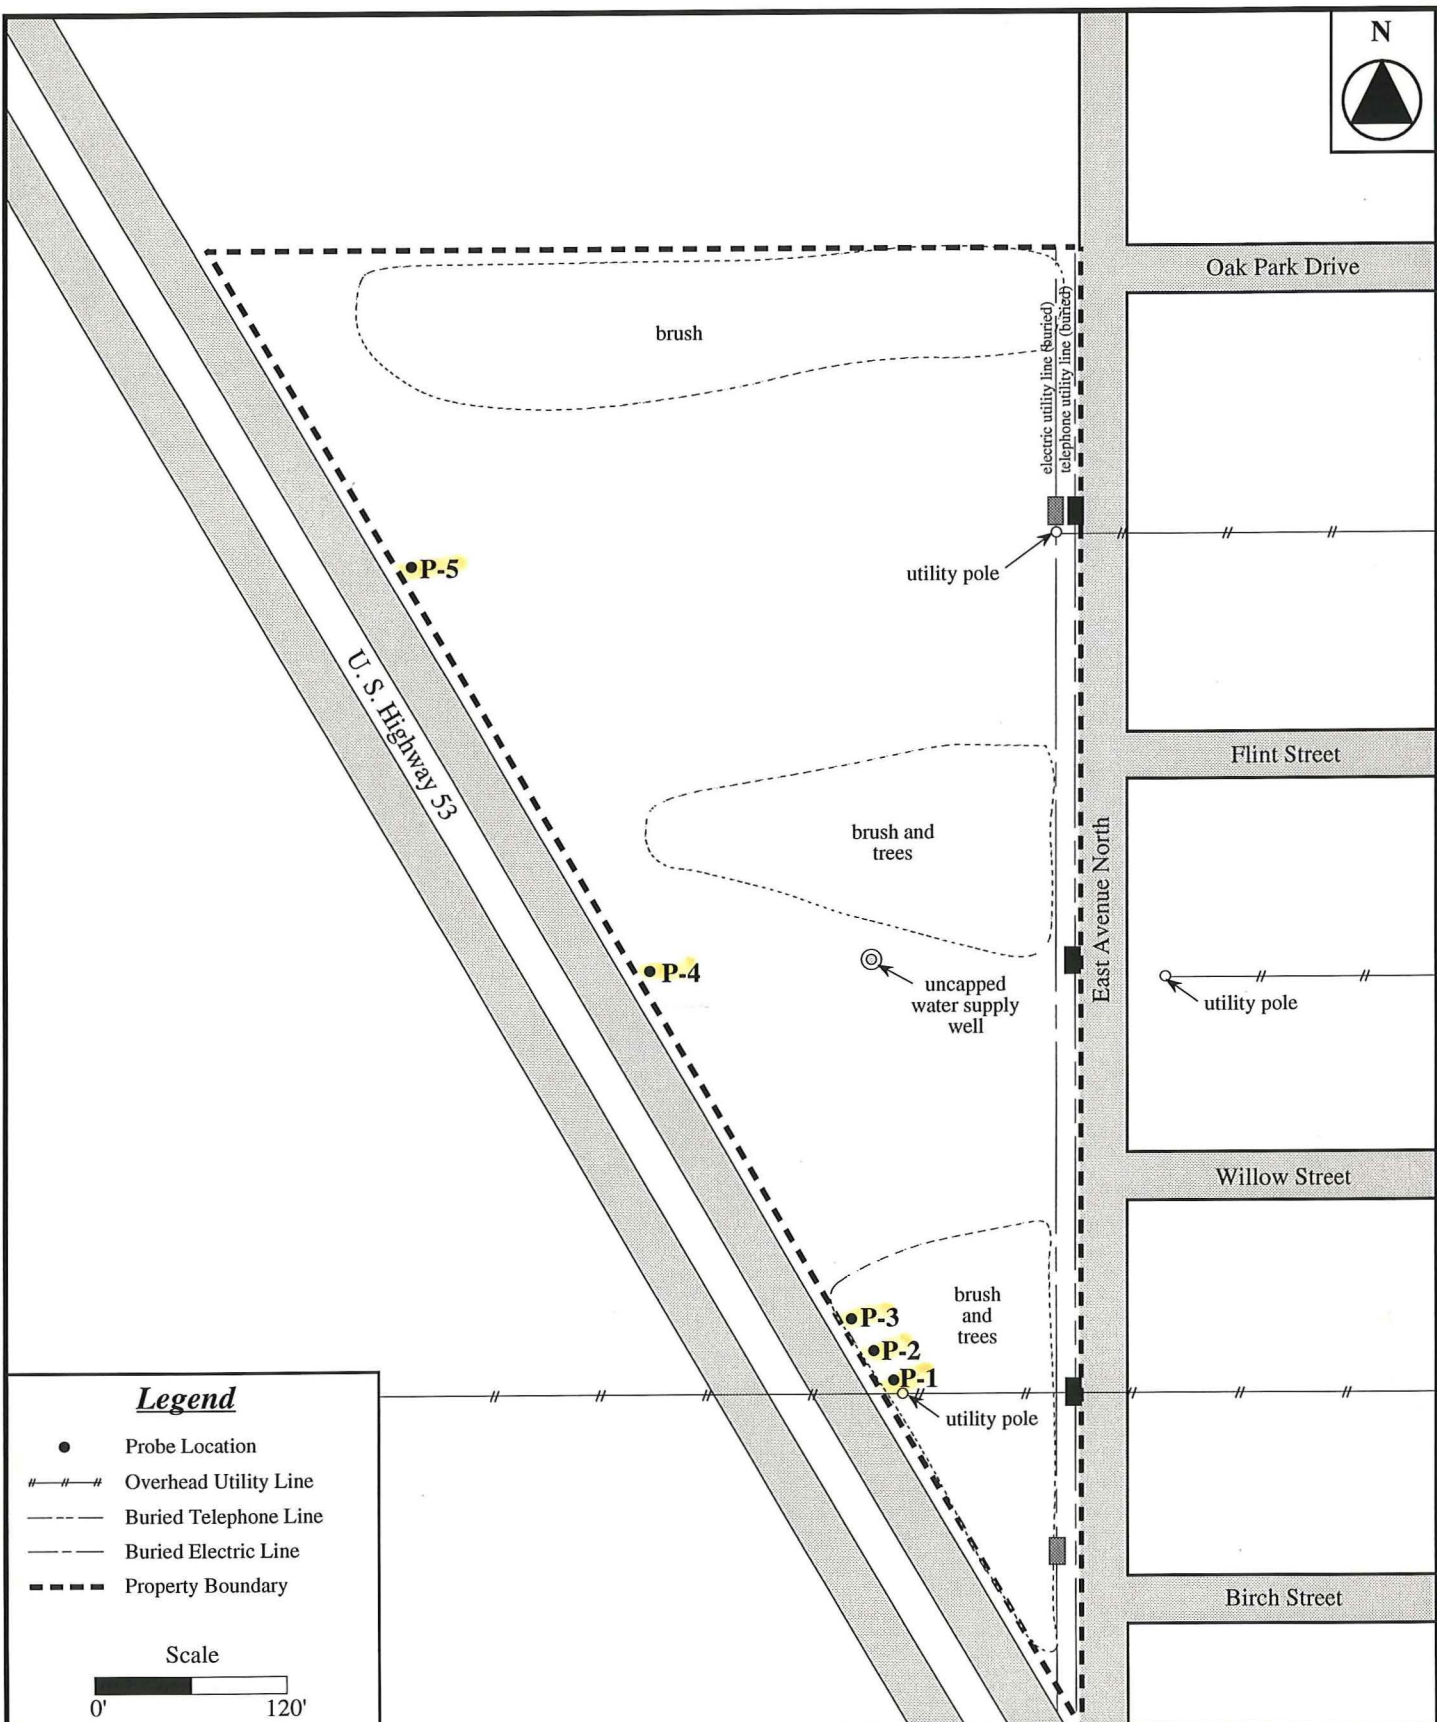 N
Oak Park Drive
brush
electric utility line (buried)
telephone utility line (buried)
utility pole
P-5
U. S. Highway 53
Flint Street
brush and
trees
East Avenue North
P-4
uncapped
water supply
well
utility pole
Willow Street
brush
and
trees
P-3
P-2
P-1
utility pole
Legend
Probe Location
Overhead Utility Line
Buried Telephone Line
Buried Electric Line
Property Boundary
Scale
0' 120'
Birch Street